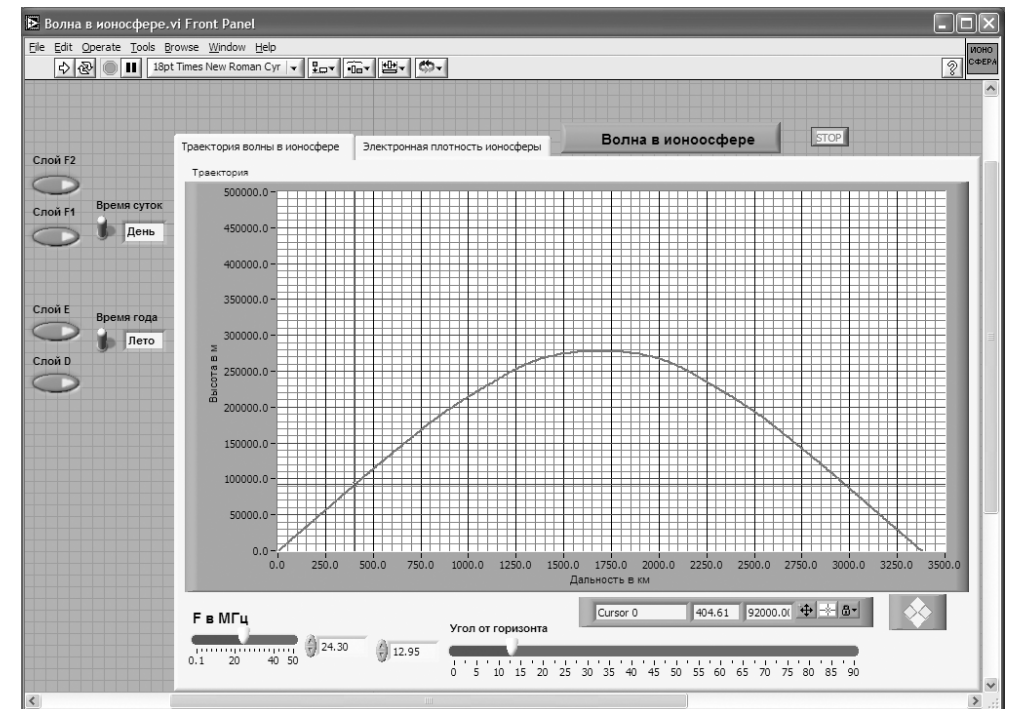 Волна в ионосфере.vi Front Panel
File Edit Operate Tools Browse Window Help
18pt Times New Roman Cyr
ИОНО
СФЕРА
Траектория волны в ионосфере
Электронная плотность ионосферы
Волна в ионоосфере
STOP
Слой F2
Слой F1
Время суток
День
Слой E
Время года
Лето
Слой D
Траектория
500000.0
450000.0
400000.0
350000.0
300000.0
250000.0
200000.0
150000.0
100000.0
50000.0
0.0
Высота в м
0.0 250.0 500.0 750.0 1000.0 1250.0 1500.0 1750.0 2000.0 2250.0 2500.0 2750.0 3000.0 3250.0 3500.0
Дальность в км
Cursor 0 404.61 92000.0(
F в МГц
0.1 20 40 50
24.30
12.95
Угол от горизонта
0 5 10 15 20 25 30 35 40 45 50 55 60 65 70 75 80 85 90